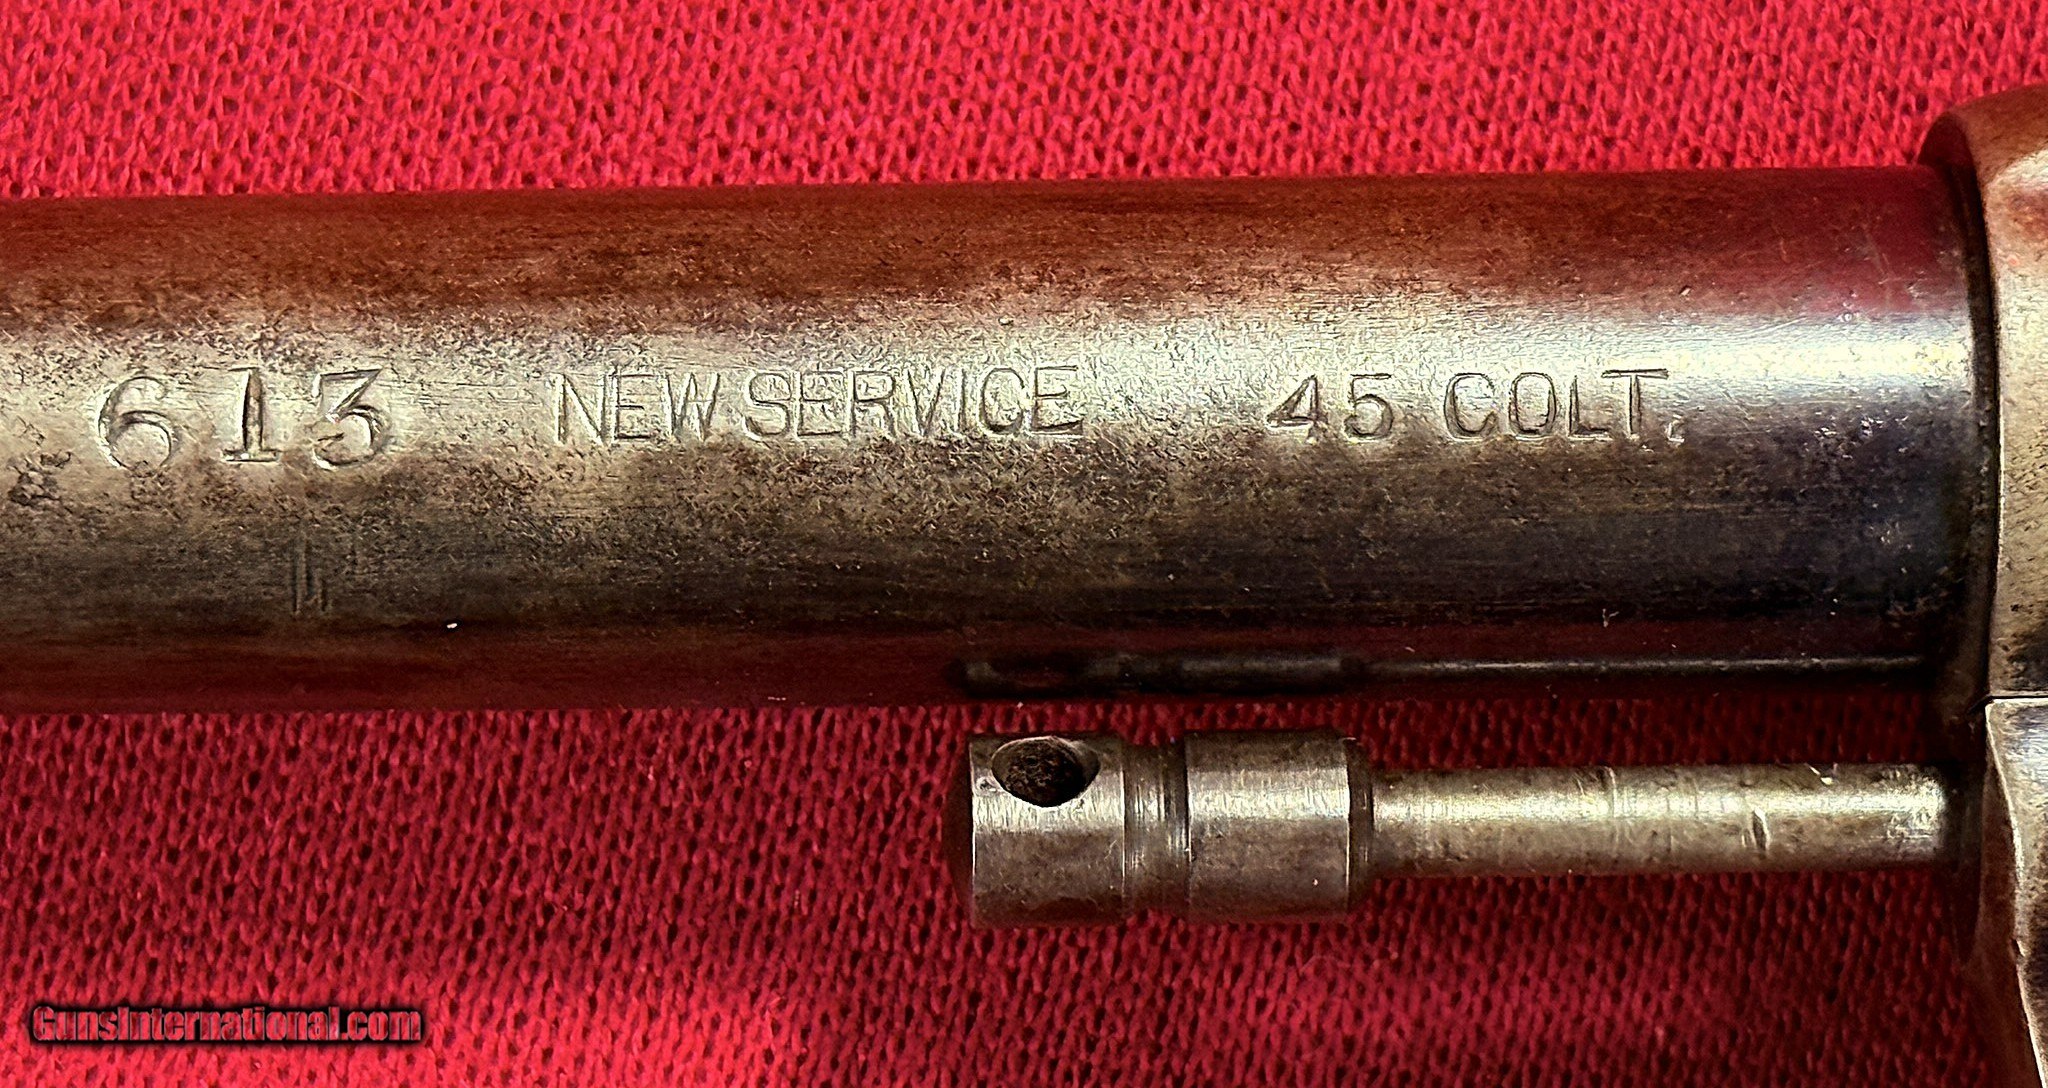 613 NEW SERVICE 45 COLT.
GunsInternational.com